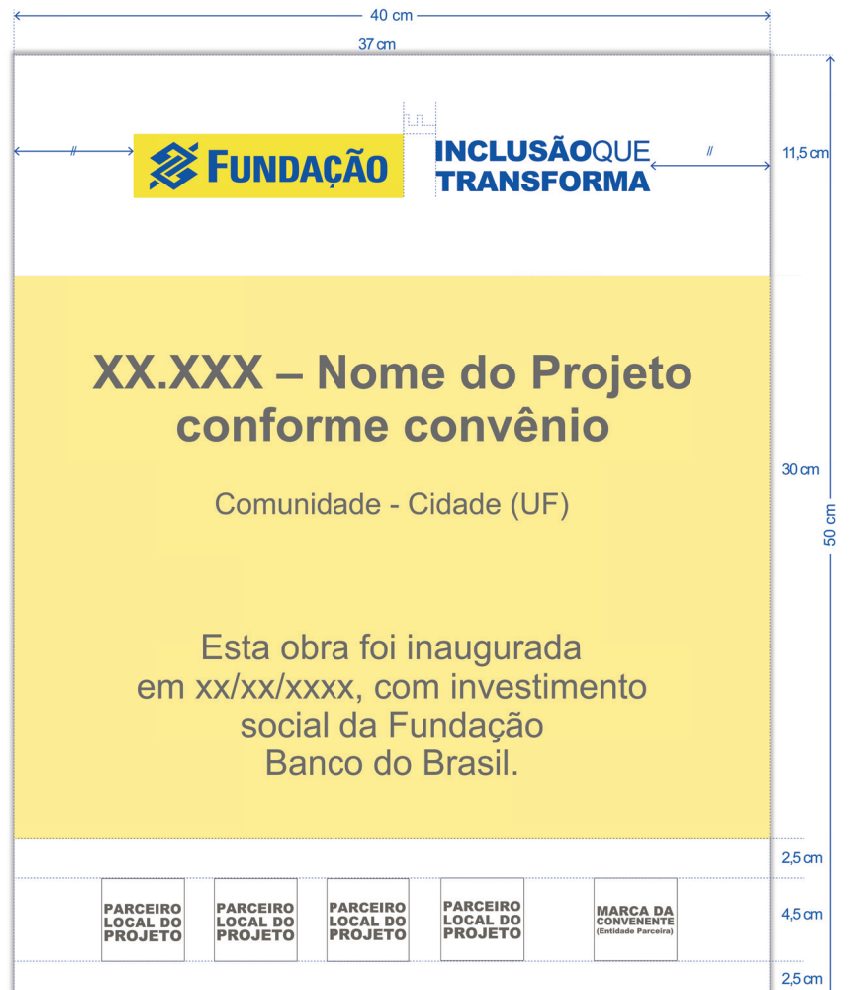 40 cm
37 cm
FUNDAÇÃO
INCLUSÃOQUE
TRANSFORMA
11,5 cm
XX.XXX – Nome do Projeto
conforme convênio
Comunidade - Cidade (UF)
30 cm
50 cm
Esta obra foi inaugurada
em xx/xx/xxxx, com investimento
social da Fundação
Banco do Brasil.
2,5 cm
PARCEIRO
LOCAL DO
PROJETO
PARCEIRO
LOCAL DO
PROJETO
PARCEIRO
LOCAL DO
PROJETO
PARCEIRO
LOCAL DO
PROJETO
MARCA DA
CONVENENTE
(Entidade Parceira)
4,5 cm
2,5 cm